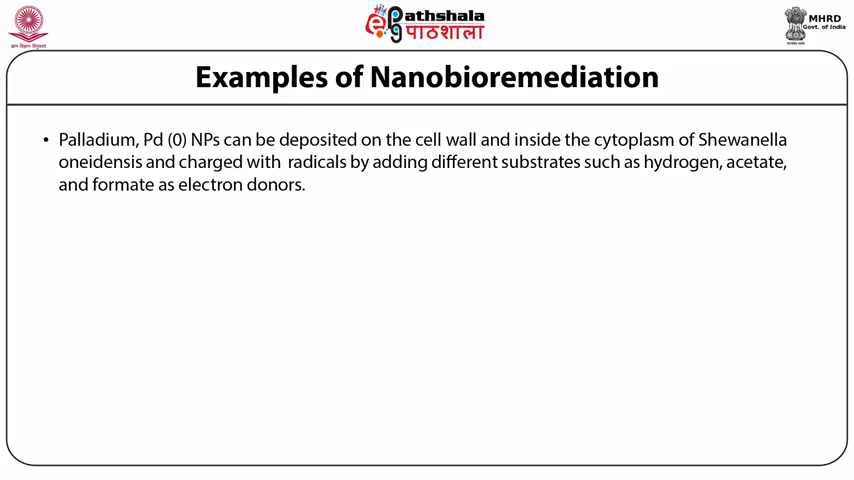 Pathshala
पाठशाला
MHRD
Govt. of India
Examples of Nanobioremediation
• Palladium, Pd (0) NPs can be deposited on the cell wall and inside the cytoplasm of Shewanella
oneidensis and charged with radicals by adding different substrates such as hydrogen, acetate,
and formate as electron donors.